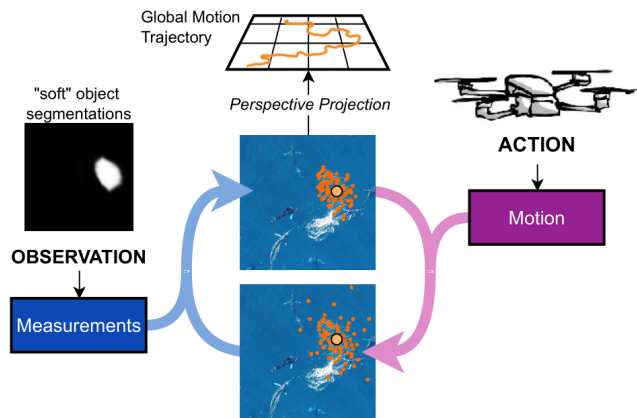 Global Motion
Trajectory
"soft" object
segmentations
Perspective Projection
ACTION
Motion
OBSERVATION
Measurements